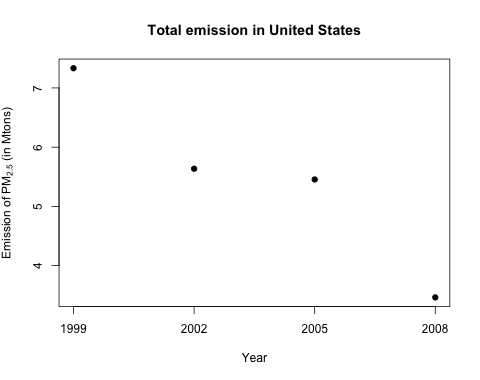 Total emission in United States
Emission of PM2.5 (in Mtons)
7
6
5
4
1999 2002 2005 2008
Year